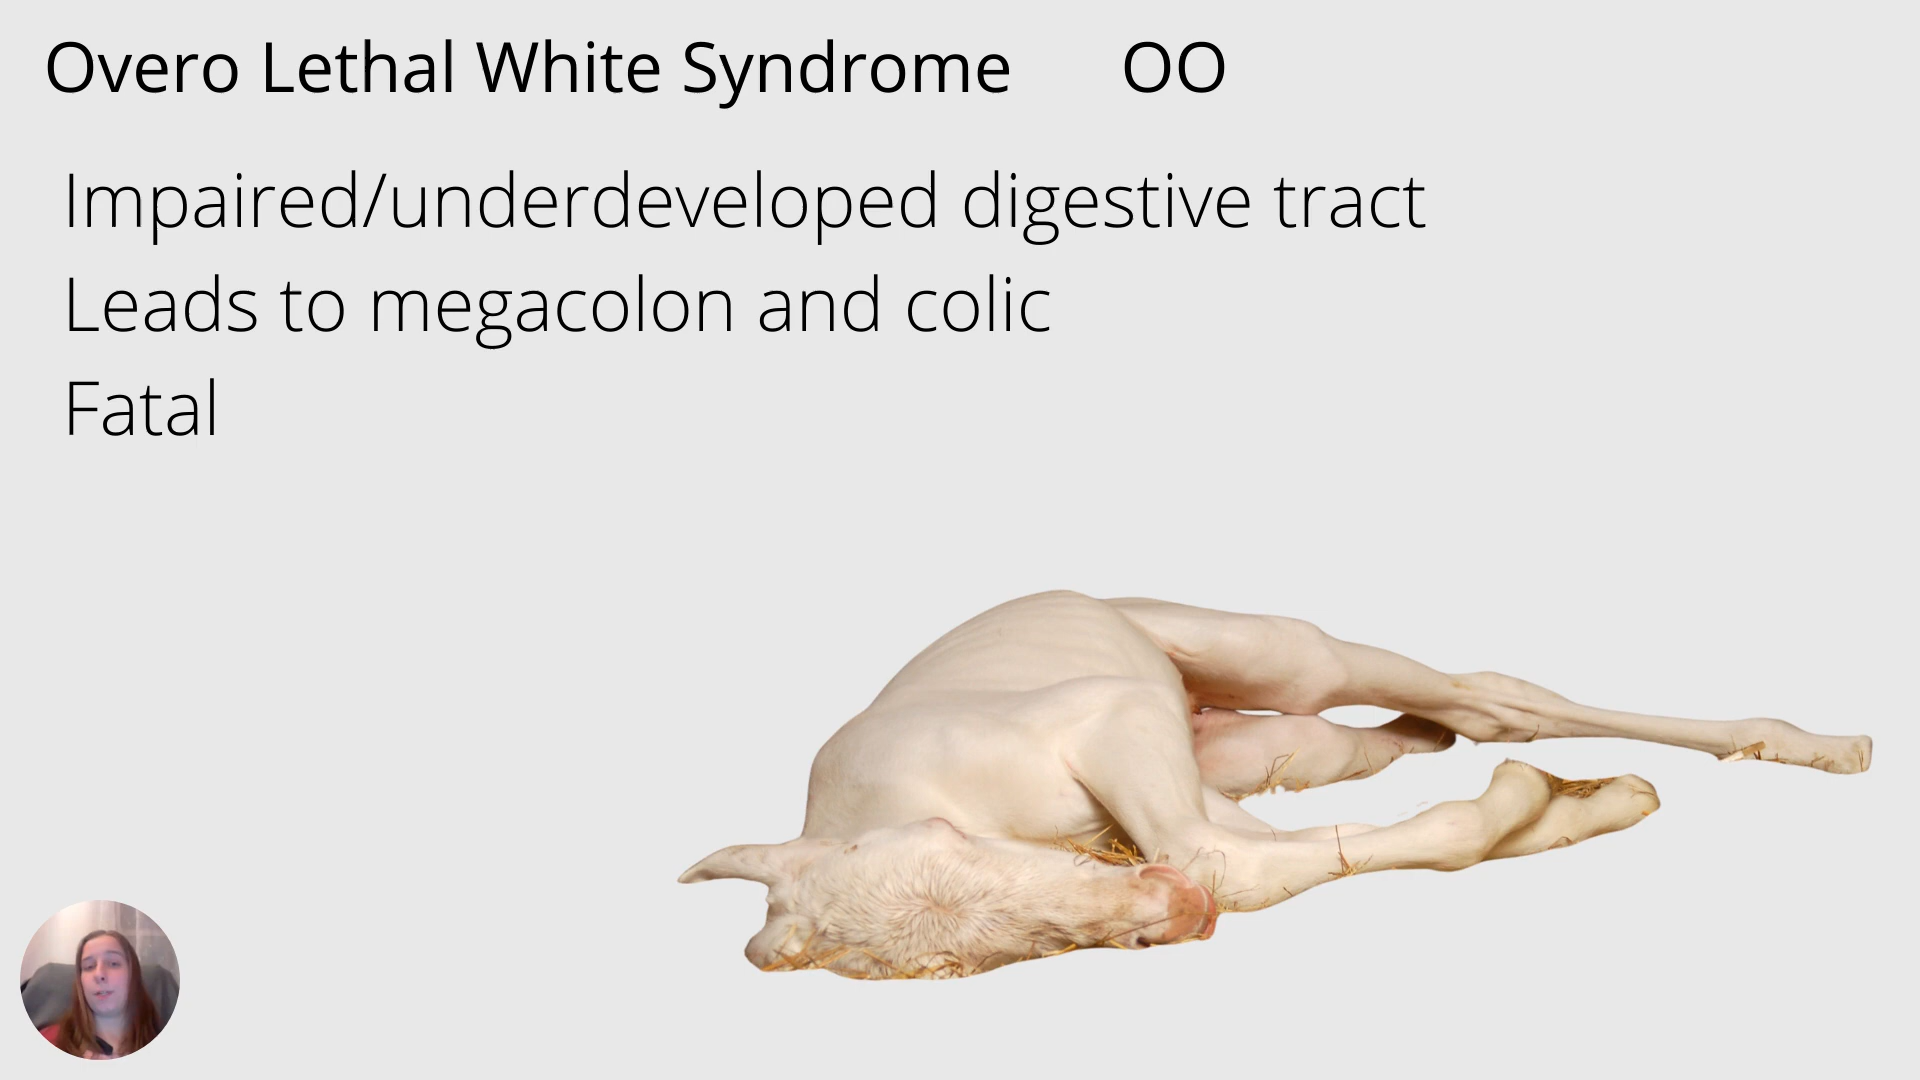 Overo Lethal White Syndrome OO
Impaired/underdeveloped digestive tract
Leads to megacolon and colic
Fatal